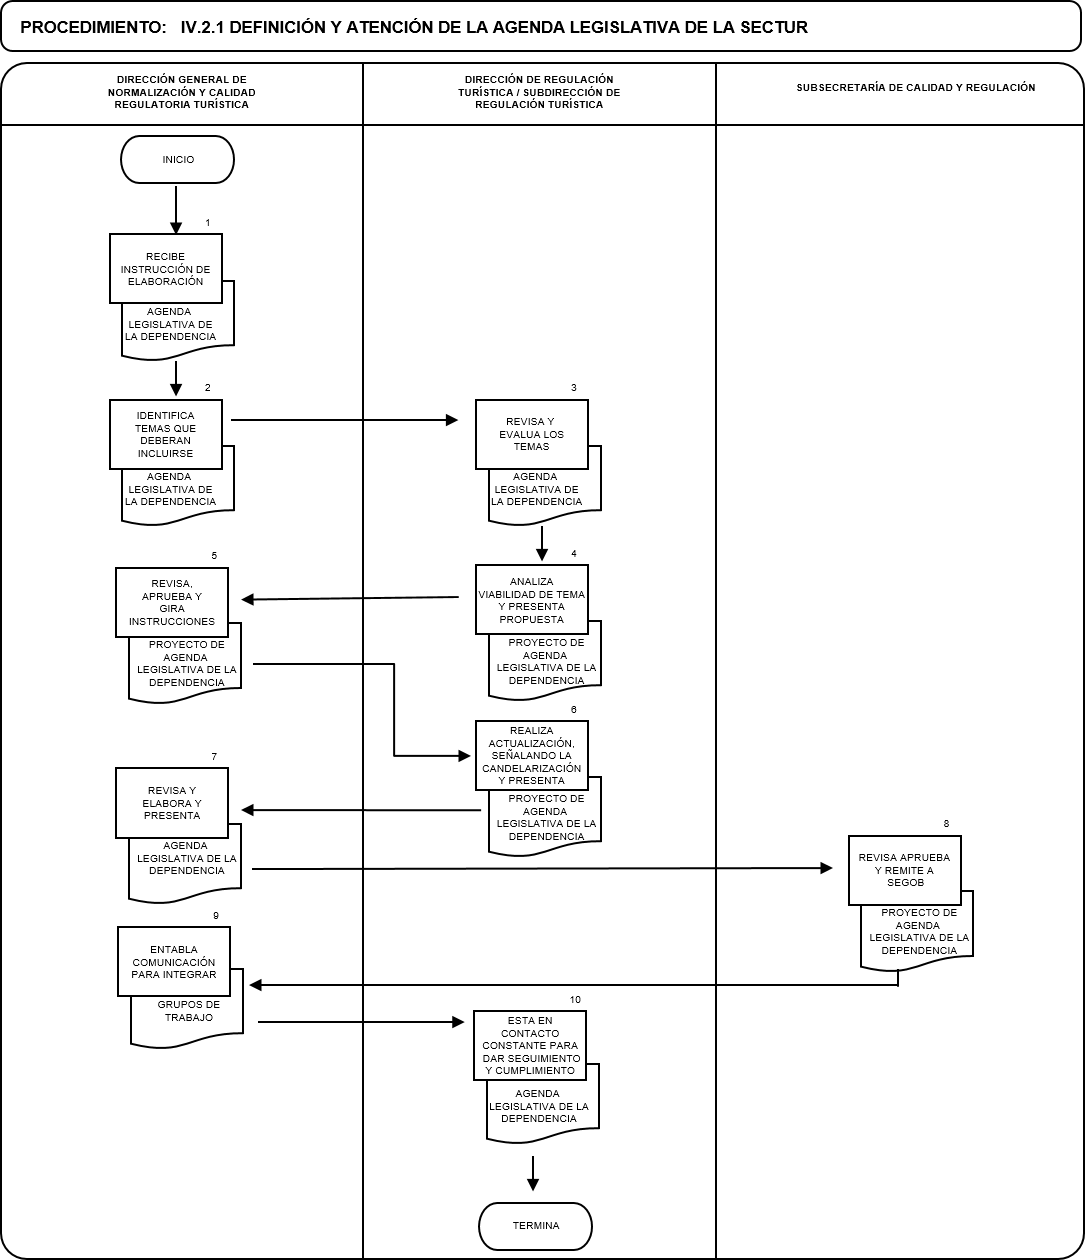 PROCEDIMIENTO: IV.2.1 DEFINICIÓN Y ATENCIÓN DE LA AGENDA LEGISLATIVA DE LA SECTUR
DIRECCIÓN GENERAL DE
NORMALIZACIÓN Y CALIDAD
REGULATORIA TURÍSTICA
DIRECCIÓN DE REGULACIÓN
TURÍSTICA / SUBDIRECCIÓN DE
REGULACIÓN TURÍSTICA
SUBSECRETARÍA DE CALIDAD Y REGULACIÓN
INICIO
1
RECIBE
INSTRUCCIÓN DE
ELABORACIÓN
AGENDA
LEGISLATIVA DE
LA DEPENDENCIA
2
IDENTIFICA
TEMAS QUE
DEBERAN
INCLUIRSE
AGENDA
LEGISLATIVA DE
LA DEPENDENCIA
3
REVISA Y
EVALUA LOS
TEMAS
AGENDA
LEGISLATIVA DE
LA DEPENDENCIA
4
ANALIZA
VIABILIDAD DE TEMA
Y PRESENTA
PROPUESTA
PROYECTO DE
AGENDA
LEGISLATIVA DE LA
DEPENDENCIA
5
REVISA,
APRUEBA Y
GIRA
INSTRUCCIONES
PROYECTO DE
AGENDA
LEGISLATIVA DE LA
DEPENDENCIA
6
REALIZA
ACTUALIZACIÓN,
SEÑALANDO LA
CANDELARIZACIÓN
Y PRESENTA
PROYECTO DE
AGENDA
LEGISLATIVA DE LA
DEPENDENCIA
7
REVISA Y
ELABORA Y
PRESENTA
AGENDA
LEGISLATIVA DE LA
DEPENDENCIA
8
REVISA APRUEBA
Y REMITE A
SEGOB
PROYECTO DE
AGENDA
LEGISLATIVA DE LA
DEPENDENCIA
9
ENTABLA
COMUNICACIÓN
PARA INTEGRAR
GRUPOS DE
TRABAJO
10
ESTA EN
CONTACTO
CONSTANTE PARA
DAR SEGUIMIENTO
Y CUMPLIMIENTO
AGENDA
LEGISLATIVA DE LA
DEPENDENCIA
TERMINA